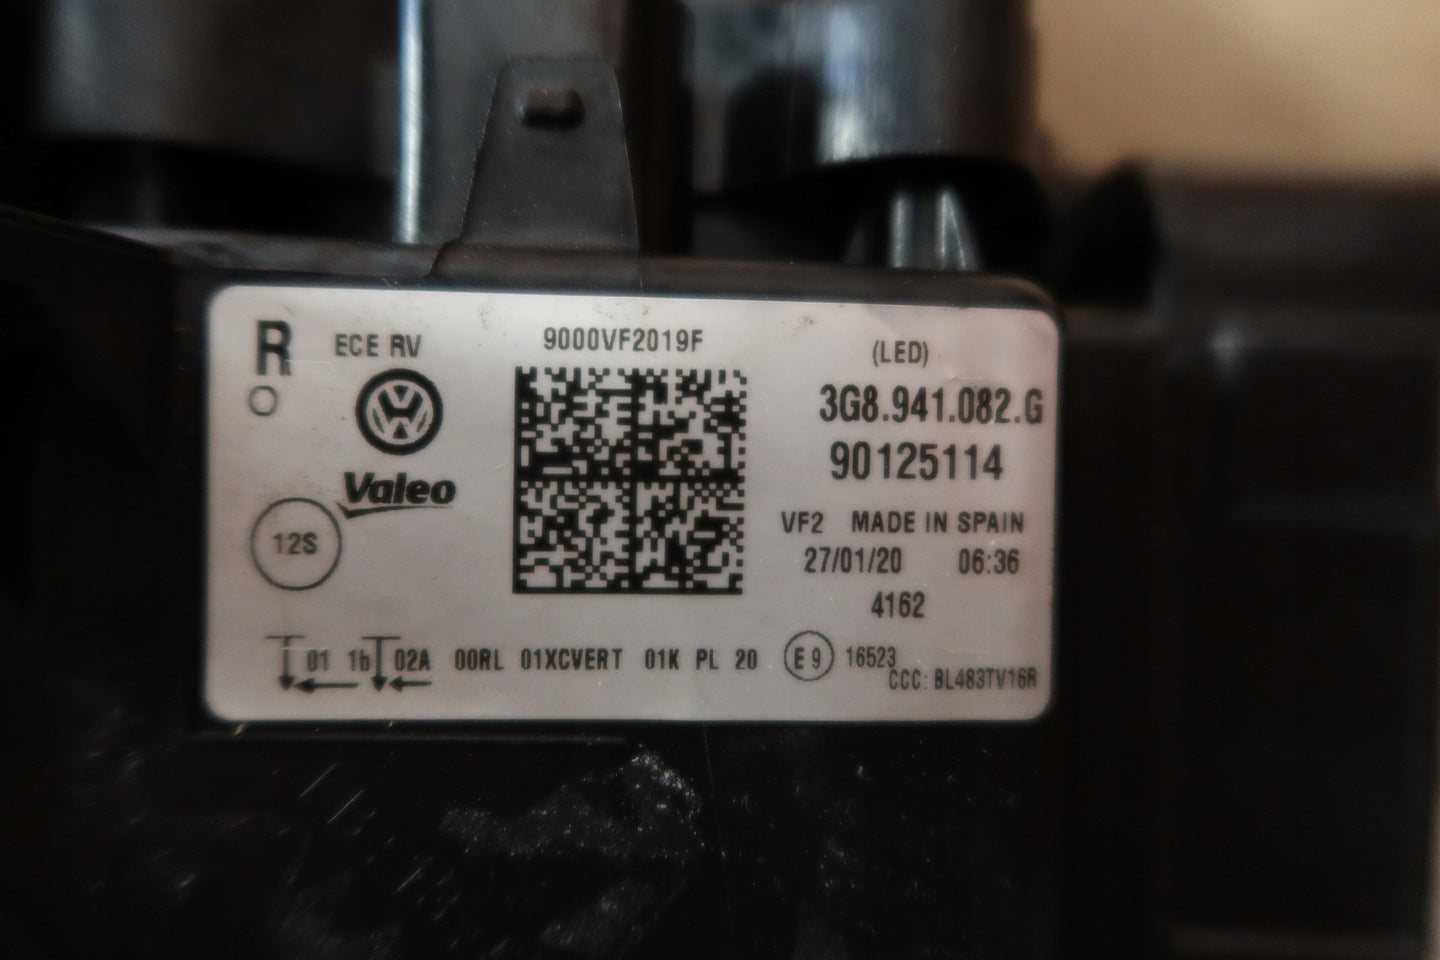 R
ECE RV
9000VF2019F
(LED)
O
3G8.941.082.G
90125114
Valeo
12S
VF2 MADE IN SPAIN
27/01/20 06:36
4162
01 1b 02A 00RL 01XCVERT 01K PL 20 E9 16523
CCC: BL483TV16R